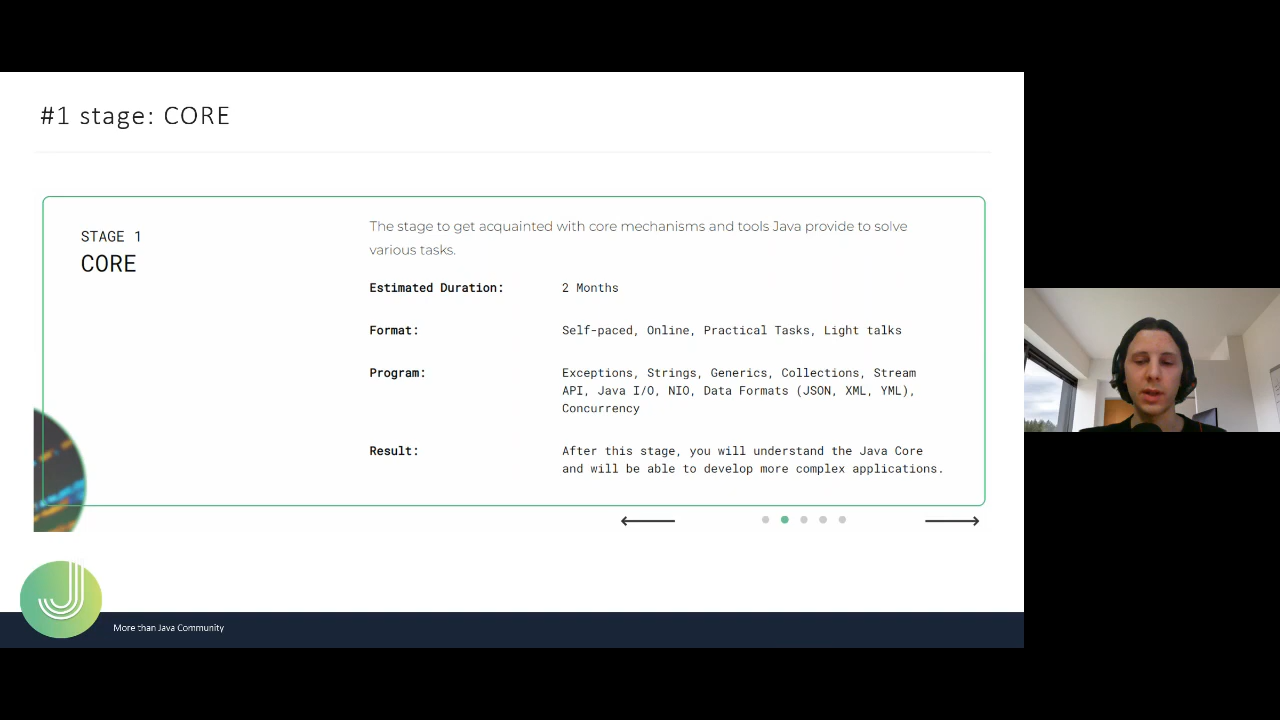 #1 stage: CORE
STAGE 1
CORE
The stage to get acquainted with core mechanisms and tools Java provide to solve
various tasks.
Estimated Duration: 2 Months
Format: Self-paced, Online, Practical Tasks, Light talks
Program: Exceptions, Strings, Generics, Collections, Stream
API, Java I/O, NIO, Data Formats (JSON, XML, YML),
Concurrency
Result: After this stage, you will understand the Java Core
and will be able to develop more complex applications.
J
More than Java Community